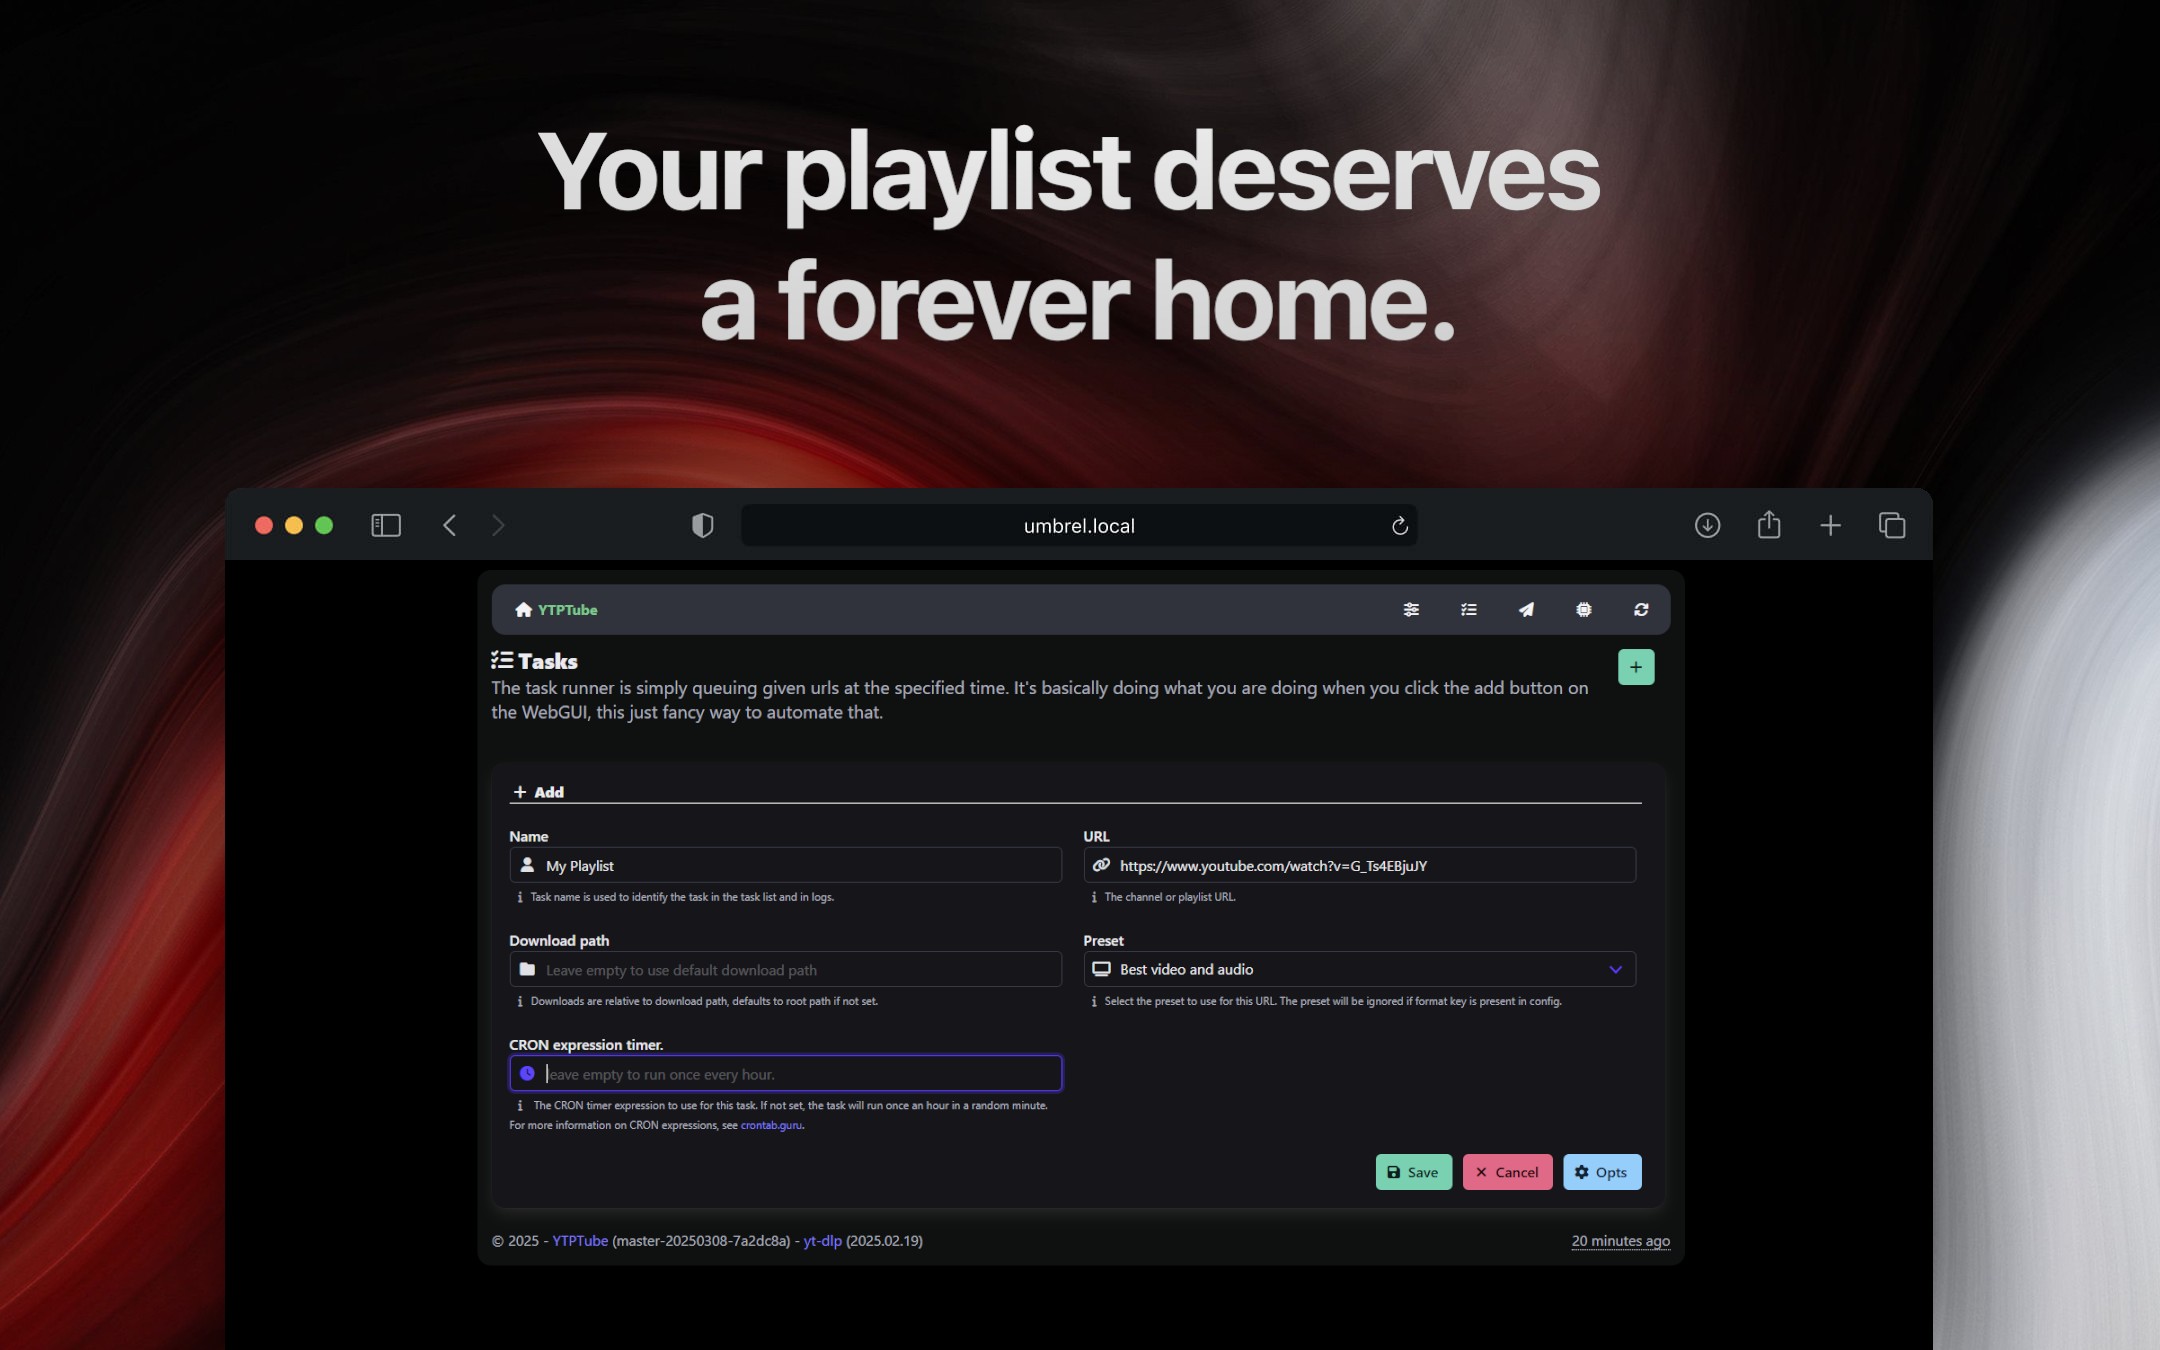 Your playlist deserves
a forever home.
umbrel.local
YTPTube
Tasks
The task runner is simply queuing given urls at the specified time. It's basically doing what you are doing when you click the add button on
the WebGUI, this just fancy way to automate that.
Add
Name
URL
My Playlist
https://www.youtube.com/watch?v=G_Ts4EBjuJY
Task name is used to identify the task in the task list and in logs.
The channel or playlist URL.
Download path
Preset
Leave empty to use default download path
Best video and audio
Downloads are relative to download path, defaults to root path if not set.
Select the preset to use for this URL. The preset will be ignored if format key is present in config.
CRON expression timer.
leave empty to run once every hour.
The CRON timer expression to use for this task. If not set, the task will run once an hour in a random minute.
For more information on CRON expressions, see crontab.guru.
Save
Cancel
Opts
© 2025 - YTPTube (master-20250308-7a2dc8a) - yt-dlp (2025.02.19)
20 minutes ago